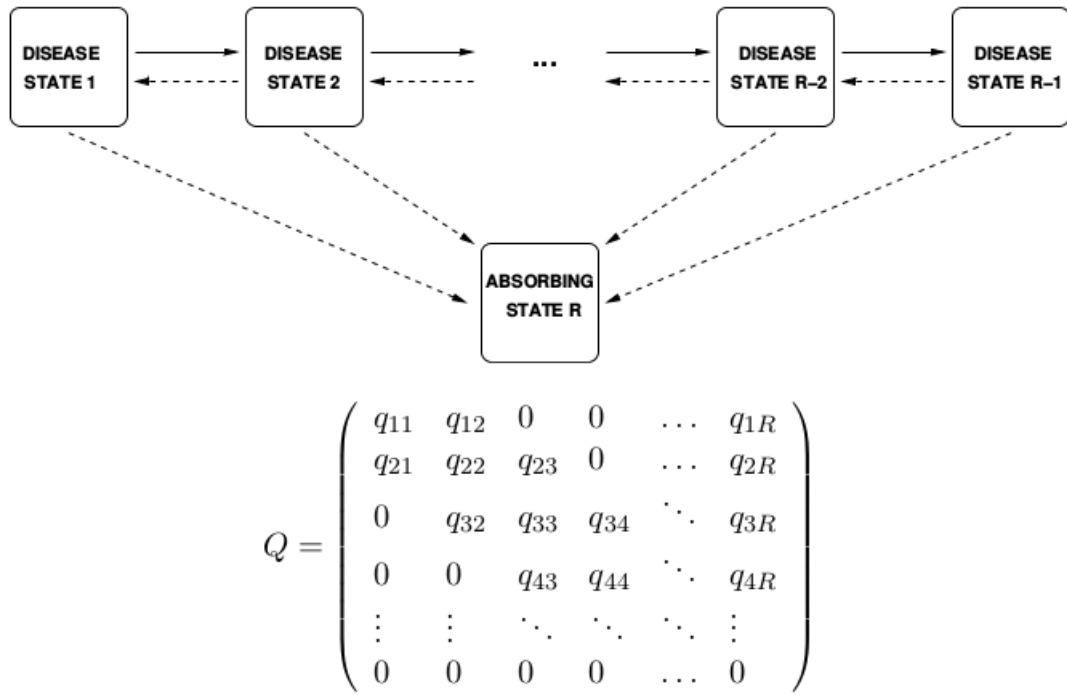 DISEASE STATE 1
DISEASE STATE 2
...
DISEASE STATE R−2
DISEASE STATE R−1
ABSORBING STATE R
Q =
q₁₁ q₁₂ 0 0 … q₁R
q₂₁ q₂₂ q₂₃ 0 … q₂R
0 q₃₂ q₃₃ q₃₄ ⋱ q₃R
0 0 q₄₃ q₄₄ ⋱ q₄R
⋮ ⋮ ⋱ ⋱ ⋱ ⋮
0 0 0 0 … 0